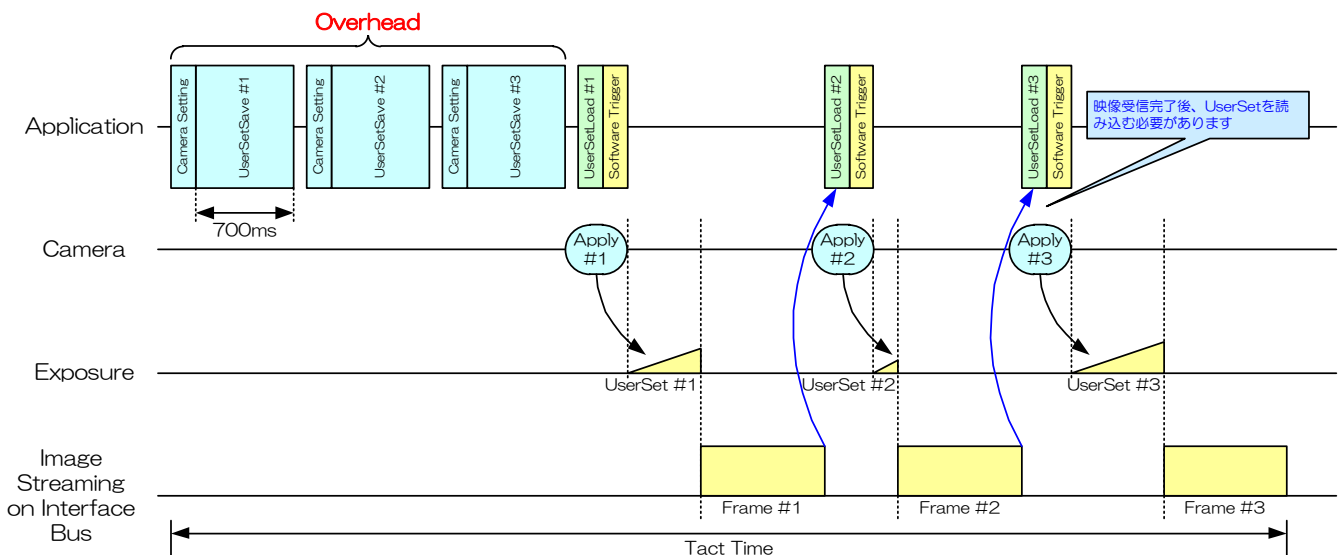 Overhead
Application
Camera Setting
UserSetSave #1
Camera Setting
UserSetSave #2
Camera Setting
UserSetSave #3
UserSetLoad #1
Software Trigger
UserSetLoad #2
Software Trigger
UserSetLoad #3
Software Trigger
映像受信完了後、UserSetを読
み込む必要があります
700ms
Camera
Apply
#1
Apply
#2
Apply
#3
Exposure
UserSet #1
UserSet #2
UserSet #3
Image
Streaming
on Interface
Bus
Frame #1
Frame #2
Frame #3
Tact Time